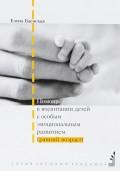 Елена Баенская
Помощь
в воспитании детей
с особым
эмоциональным
развитием
(ранний возраст)